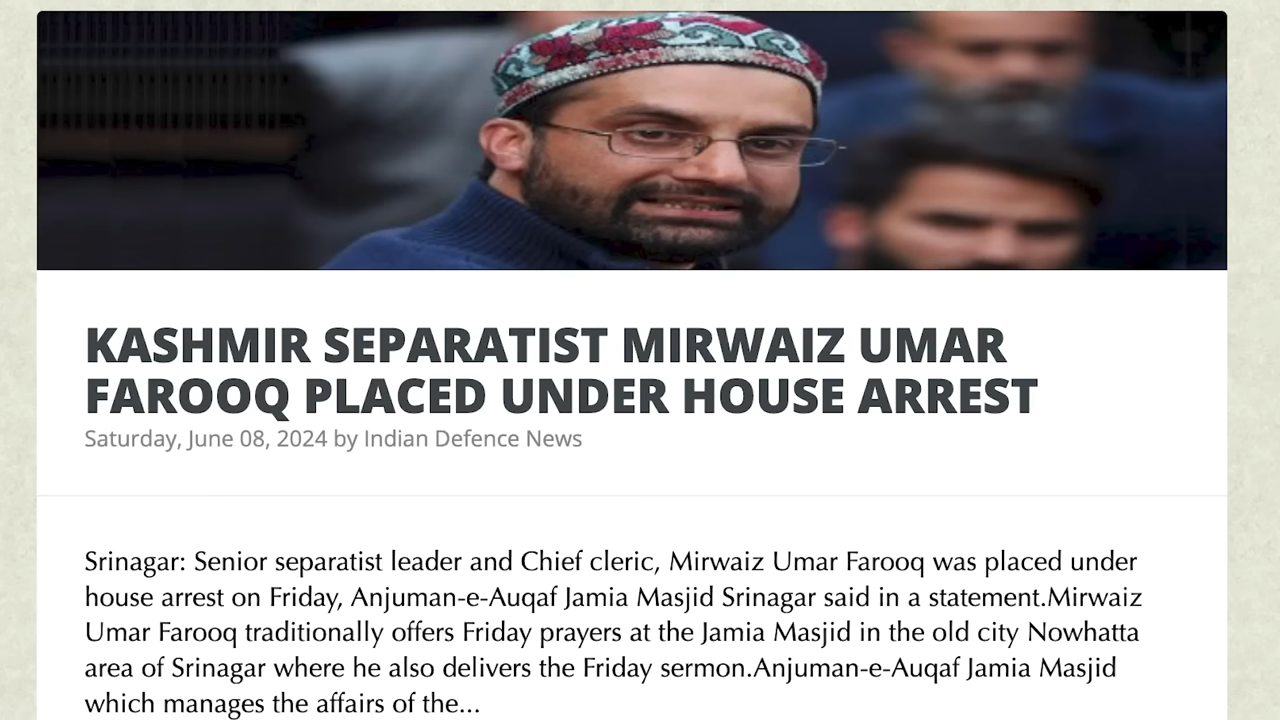 KASHMIR SEPARATIST MIRWAIZ UMAR
FAROOQ PLACED UNDER HOUSE ARREST
Saturday, June 08, 2024 by Indian Defence News
Srinagar: Senior separatist leader and Chief cleric, Mirwaiz Umar Farooq was placed under
house arrest on Friday, Anjuman-e-Auqaf Jamia Masjid Srinagar said in a statement.Mirwaiz
Umar Farooq traditionally offers Friday prayers at the Jamia Masjid in the old city Nowhatta
area of Srinagar where he also delivers the Friday sermon.Anjuman-e-Auqaf Jamia Masjid
which manages the affairs of the...